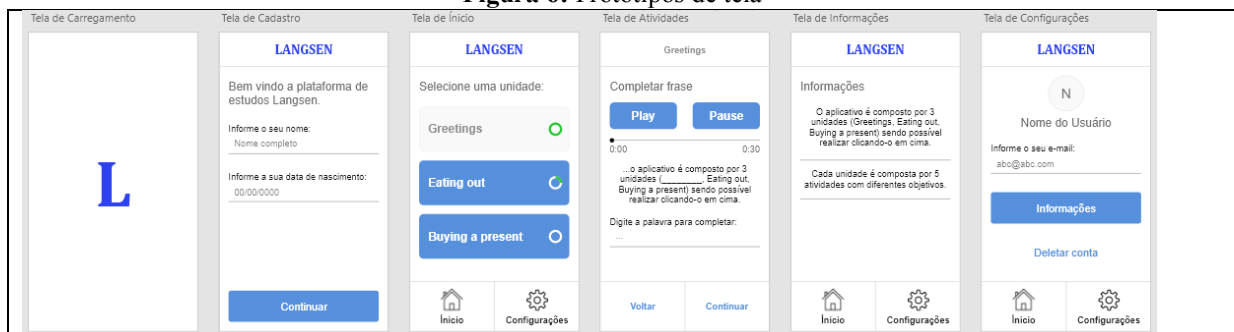 Figura 6. Protótipos de tela
Tela de Carregamento
L
Tela de Cadastro
LANGSEN
Bem vindo a plataforma de
estudos Langsen.
Informe o seu nome:
Nome completo
Informe a sua data de nascimento:
00/00/0000
Continuar
Tela de Ínicio
LANGSEN
Selecione uma unidade:
Greetings
Eating out
Buying a present
Ínicio
Configurações
Tela de Atividades
Greetings
Completar frase
Play
Pause
0:00
0:30
...o aplicativo é composto por 3
unidades (________, Eating out,
Buying a present) sendo possível
realizar clicando-o em cima.
Digite a palavra para completar:
...
Voltar
Continuar
Tela de Informações
LANGSEN
Informações
O aplicativo é composto por 3
unidades (Greetings, Eating out,
Buying a present) sendo possível
realizar clicando-o em cima.
Cada unidade é composta por 5
atividades com diferentes objetivos.
Ínicio
Configurações
Tela de Configurações
LANGSEN
N
Nome do Usuário
Informe o seu e-mail:
abc@abc.com
Informações
Deletar conta
Ínicio
Configurações